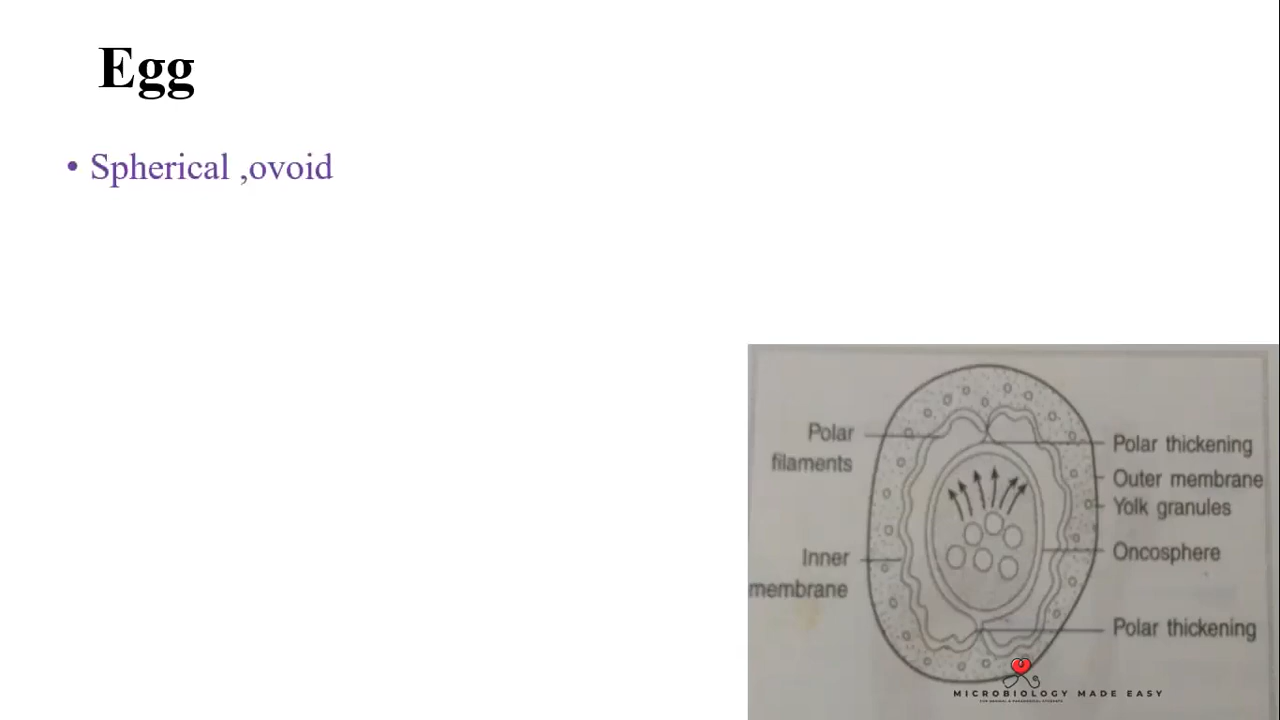 Egg
• Spherical ,ovoid
Polar
filaments
Polar thickening
Outer membrane
Yolk granules
Inner
membrane
Oncosphere
Polar thickening
MICROBIOLOGY MADE EASY